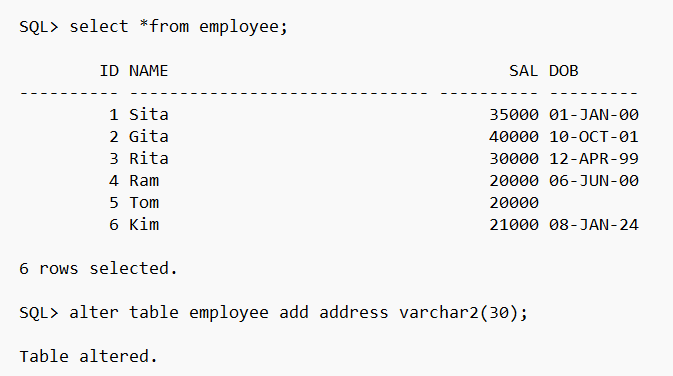 SQL> select *from employee;
        ID NAME                                  SAL DOB
---------- ------------------------------ ---------- ---------
         1 Sita                                35000 01-JAN-00
         2 Gita                                40000 10-OCT-01
         3 Rita                                30000 12-APR-99
         4 Ram                                 20000 06-JUN-00
         5 Tom                                 20000
         6 Kim                                 21000 08-JAN-24
6 rows selected.
SQL> alter table employee add address varchar2(30);
Table altered.